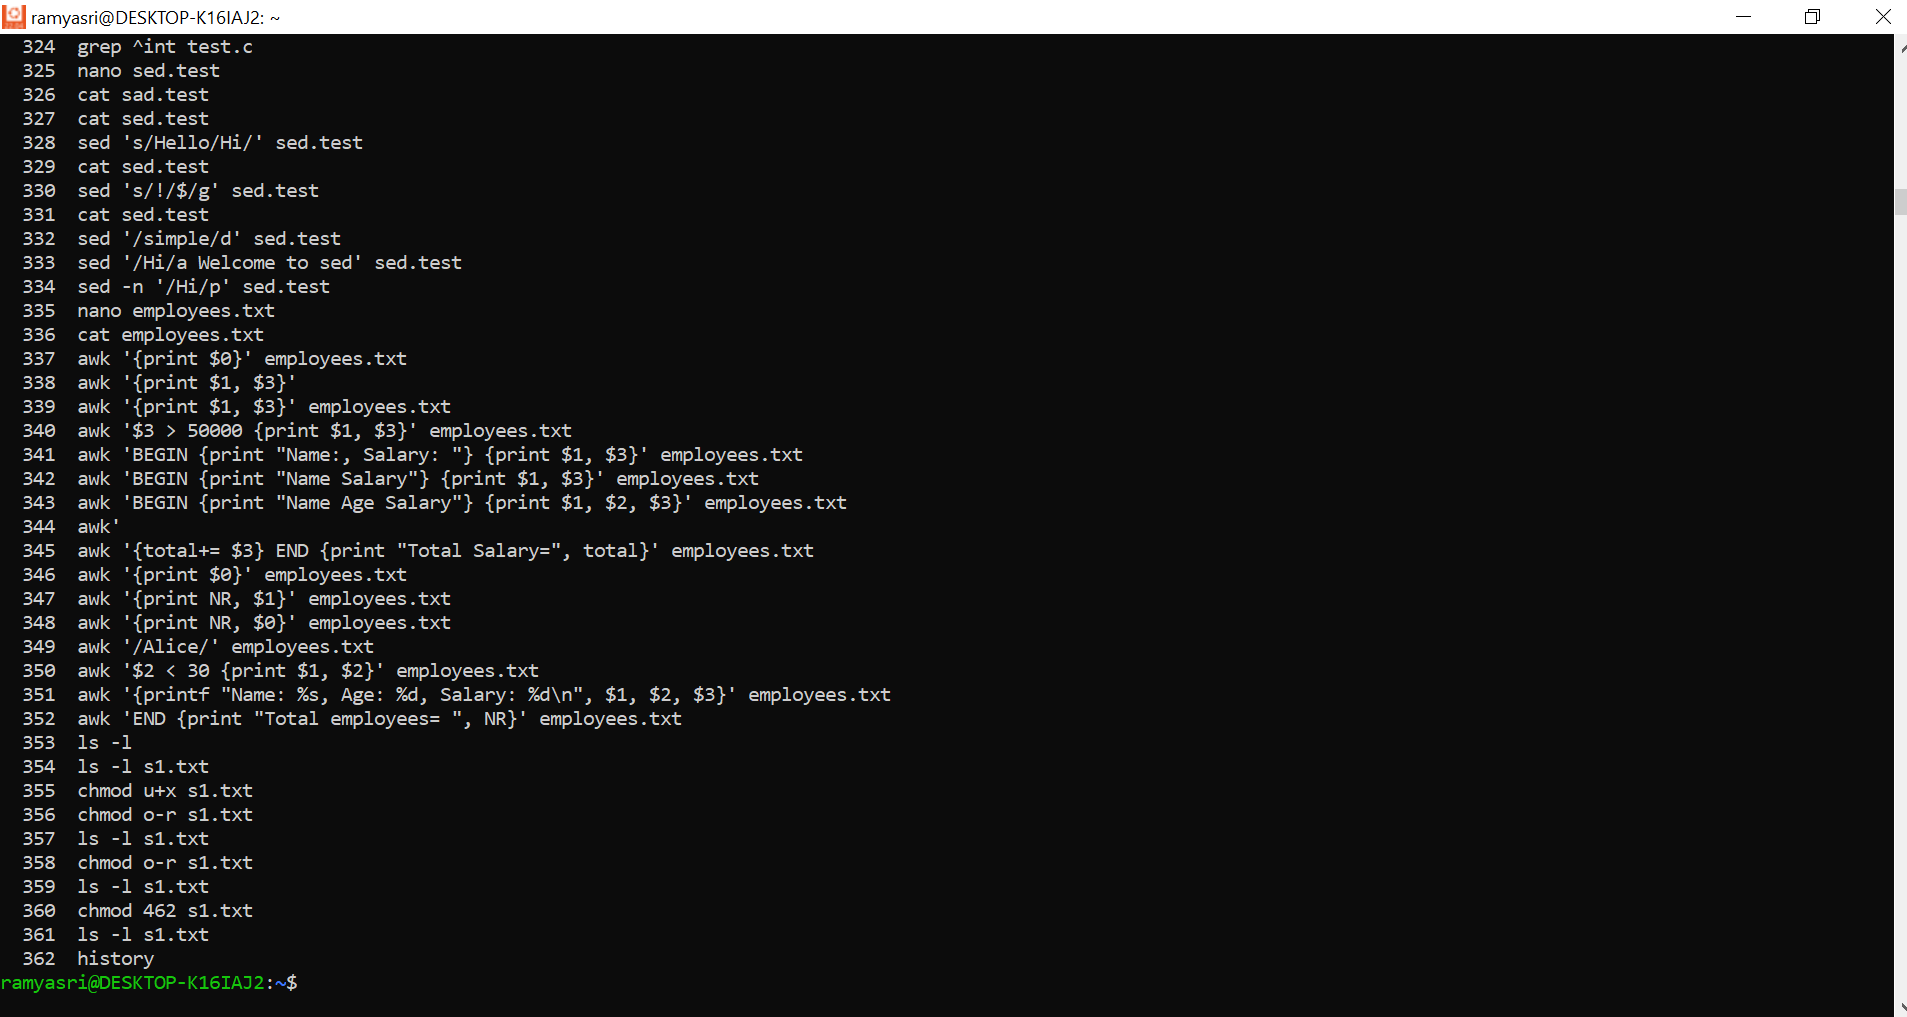 ramyasri@DESKTOP-K16IAJ2: ~
324 grep ^int test.c
325 nano sed.test
326 cat sad.test
327 cat sed.test
328 sed 's/Hello/Hi/' sed.test
329 cat sed.test
330 sed 's/!/$/g' sed.test
331 cat sed.test
332 sed '/simple/d' sed.test
333 sed '/Hi/a Welcome to sed' sed.test
334 sed -n '/Hi/p' sed.test
335 nano employees.txt
336 cat employees.txt
337 awk '{print $0}' employees.txt
338 awk '{print $1, $3}'
339 awk '{print $1, $3}' employees.txt
340 awk '$3 > 50000 {print $1, $3}' employees.txt
341 awk 'BEGIN {print "Name:, Salary: "} {print $1, $3}' employees.txt
342 awk 'BEGIN {print "Name Salary"} {print $1, $3}' employees.txt
343 awk 'BEGIN {print "Name Age Salary"} {print $1, $2, $3}' employees.txt
344 awk'
345 awk '{total+= $3} END {print "Total Salary=", total}' employees.txt
346 awk '{print $0}' employees.txt
347 awk '{print NR, $1}' employees.txt
348 awk '{print NR, $0}' employees.txt
349 awk '/Alice/' employees.txt
350 awk '$2 < 30 {print $1, $2}' employees.txt
351 awk '{printf "Name: %s, Age: %d, Salary: %d\n", $1, $2, $3}' employees.txt
352 awk 'END {print "Total employees= ", NR}' employees.txt
353 ls -l
354 ls -l s1.txt
355 chmod u+x s1.txt
356 chmod o-r s1.txt
357 ls -l s1.txt
358 chmod o-r s1.txt
359 ls -l s1.txt
360 chmod 462 s1.txt
361 ls -l s1.txt
362 history
ramyasri@DESKTOP-K16IAJ2:~$